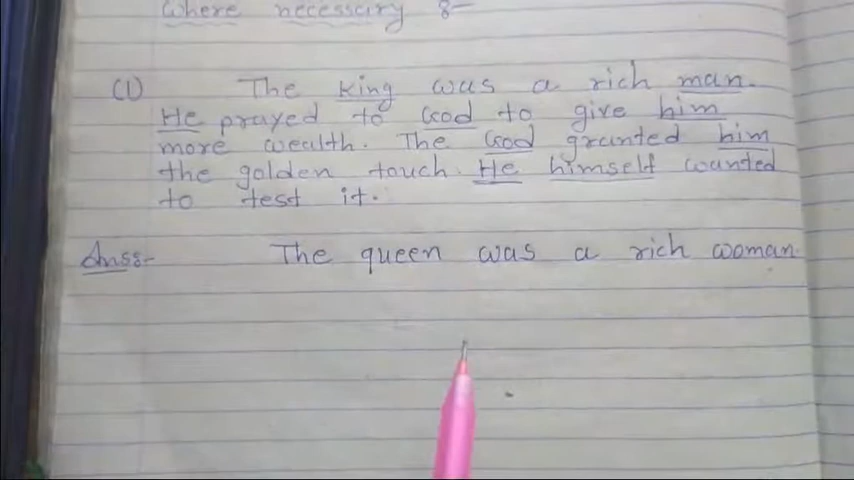 where necessary :-
(1) The king was a rich man.
He prayed to God to give him
more wealth. The God granted him
the golden touch. He himself wanted
to test it.
Ans:- The queen was a rich woman.